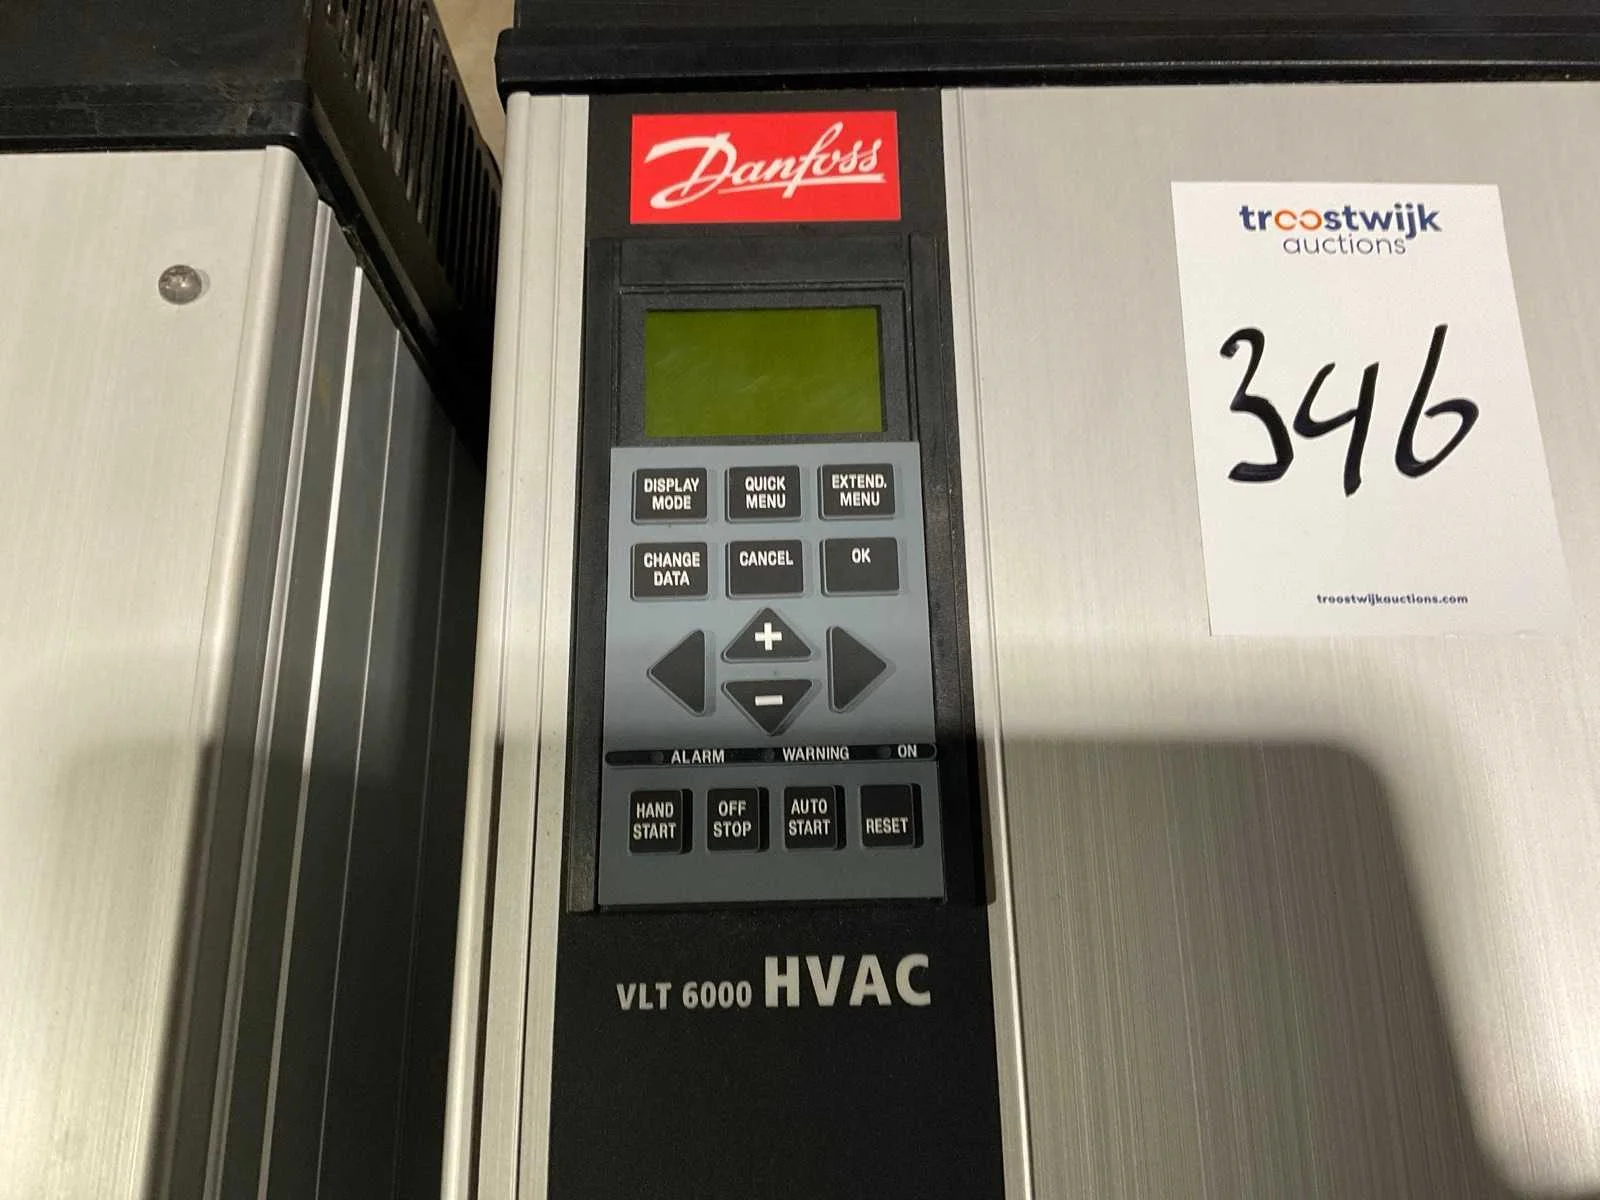 Danfoss
troostwijk
auctions
346
troostwijkauctions.com
DISPLAY MODE
QUICK MENU
EXTEND. MENU
CHANGE DATA
CANCEL
OK
+
−
ALARM
WARNING
ON
HAND START
OFF STOP
AUTO START
RESET
VLT 6000 HVAC